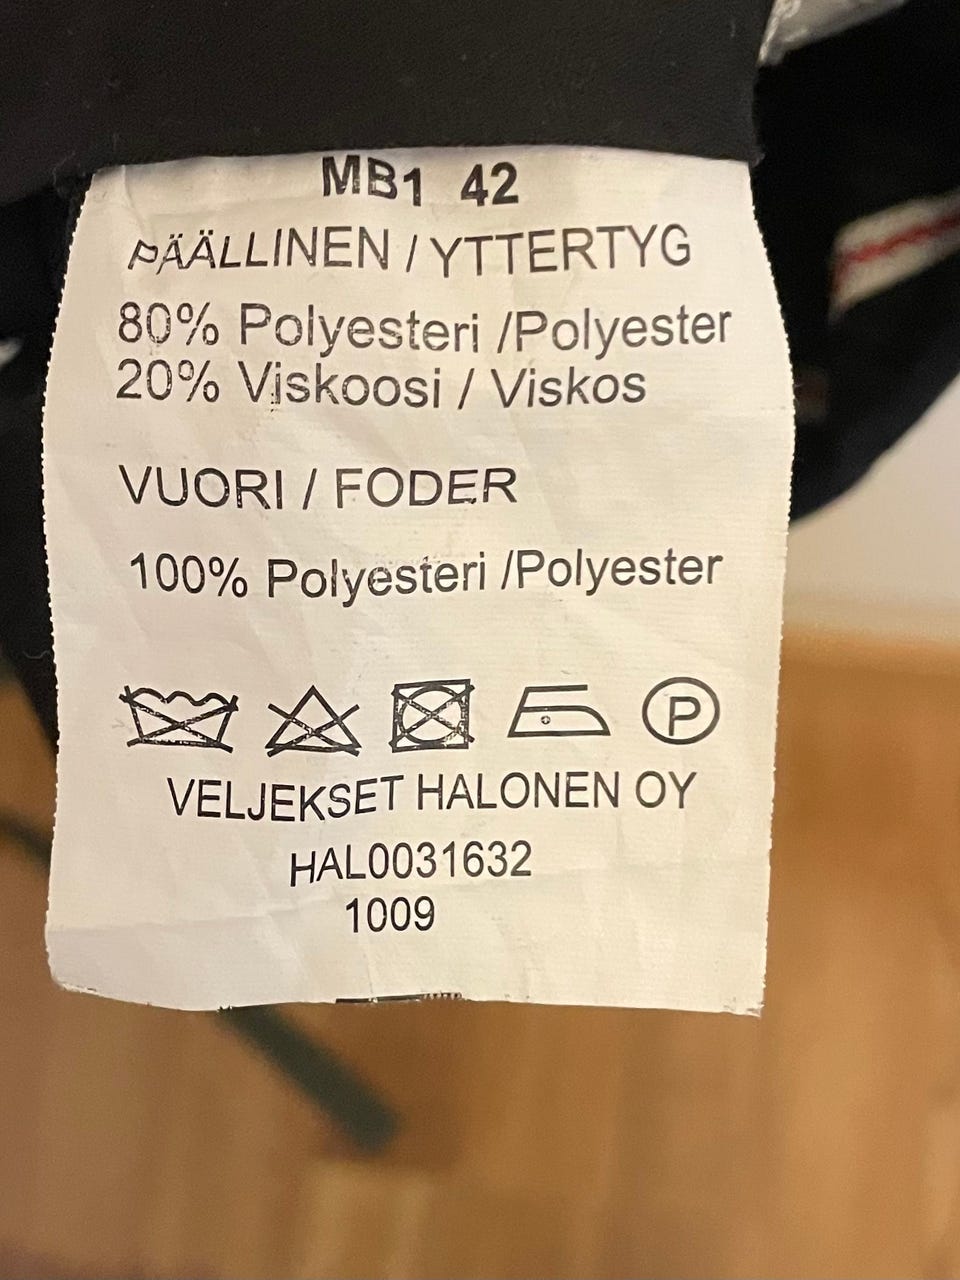 MB1 42
PÄÄLLINEN / YTTERTYG
80% Polyesteri /Polyester
20% Viskoosi / Viskos
VUORI / FODER
100% Polyesteri /Polyester
P
VELJEKSET HALONEN OY
HAL0031632
1009